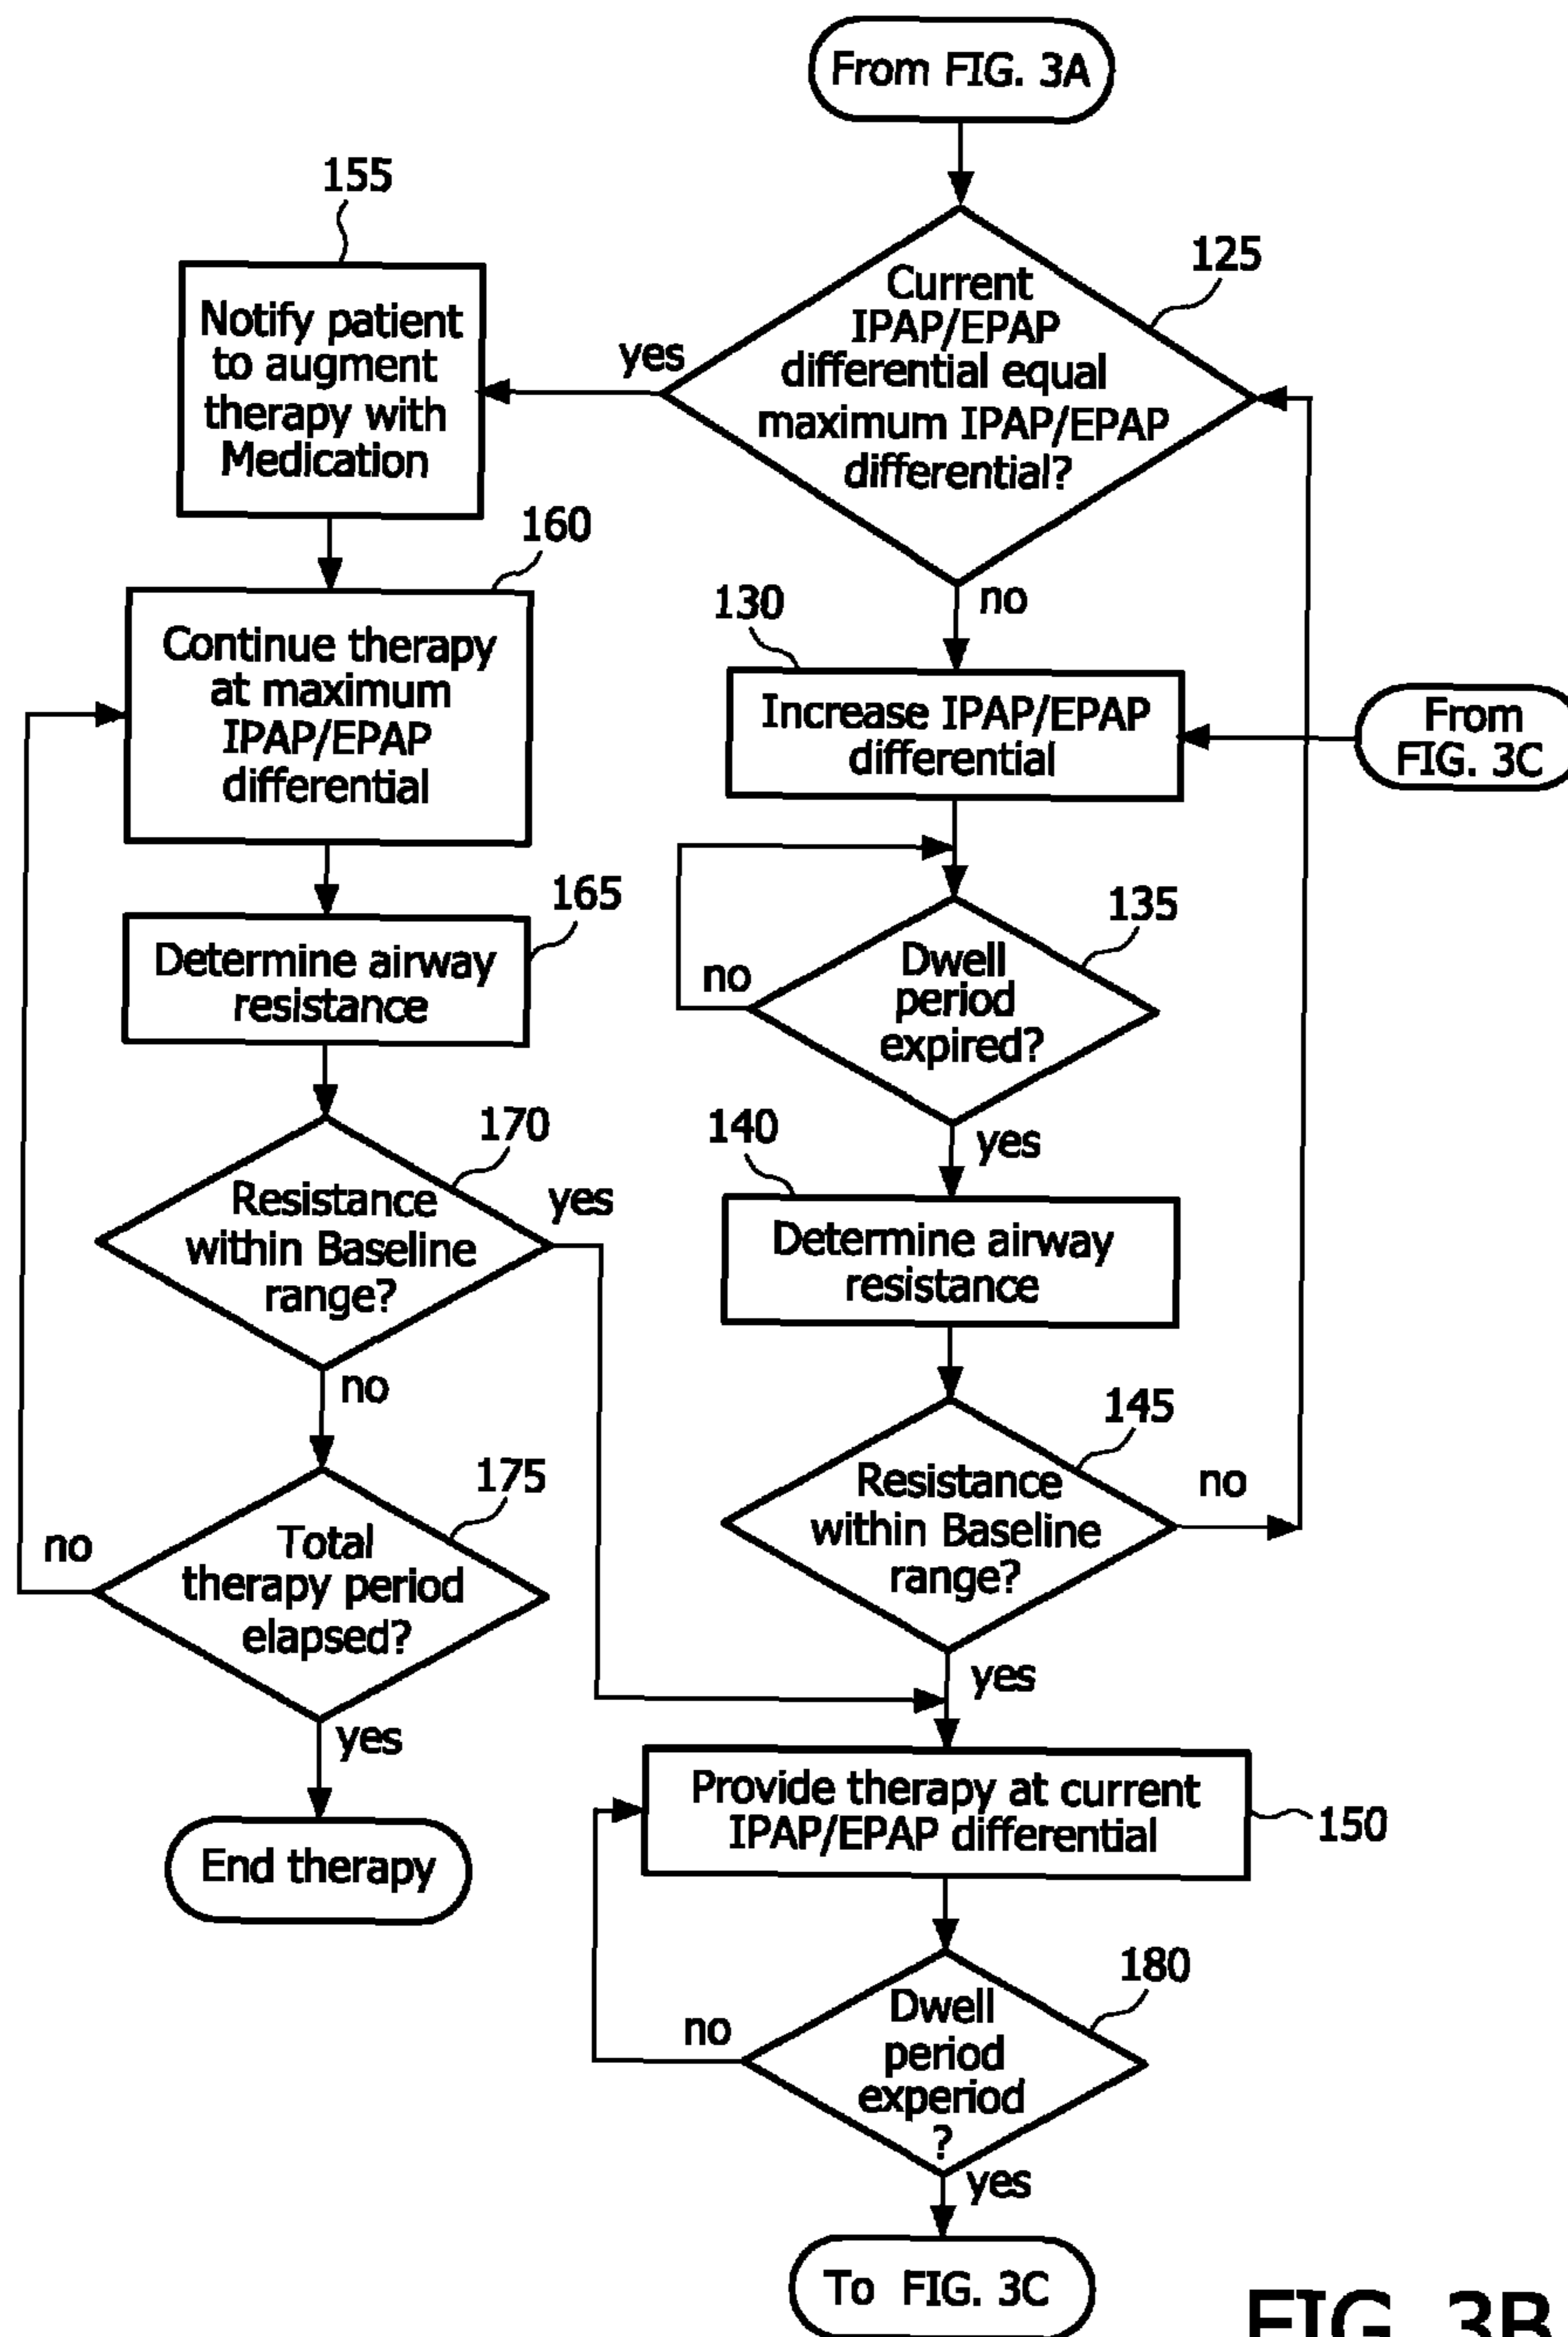 From FIG. 3A
155
125
Current
IPAP/EPAP
differential equal
maximum IPAP/EPAP
differential?
yes
Notify patient
to augment
therapy with
Medication
160
no
130
Continue therapy
at maximum
IPAP/EPAP
differential
Increase IPAP/EPAP
differential
From
FIG. 3C
165
135
Determine airway
resistance
Dwell
period
expired?
no
170
140
yes
Resistance
within Baseline
range?
yes
Determine airway
resistance
no
145
175
Resistance
within Baseline
range?
no
no
Total
therapy period
elapsed?
yes
yes
Provide therapy at current
IPAP/EPAP differential
150
End therapy
180
no
Dwell
period
experiod
?
yes
To FIG. 3C
FIG. 3B